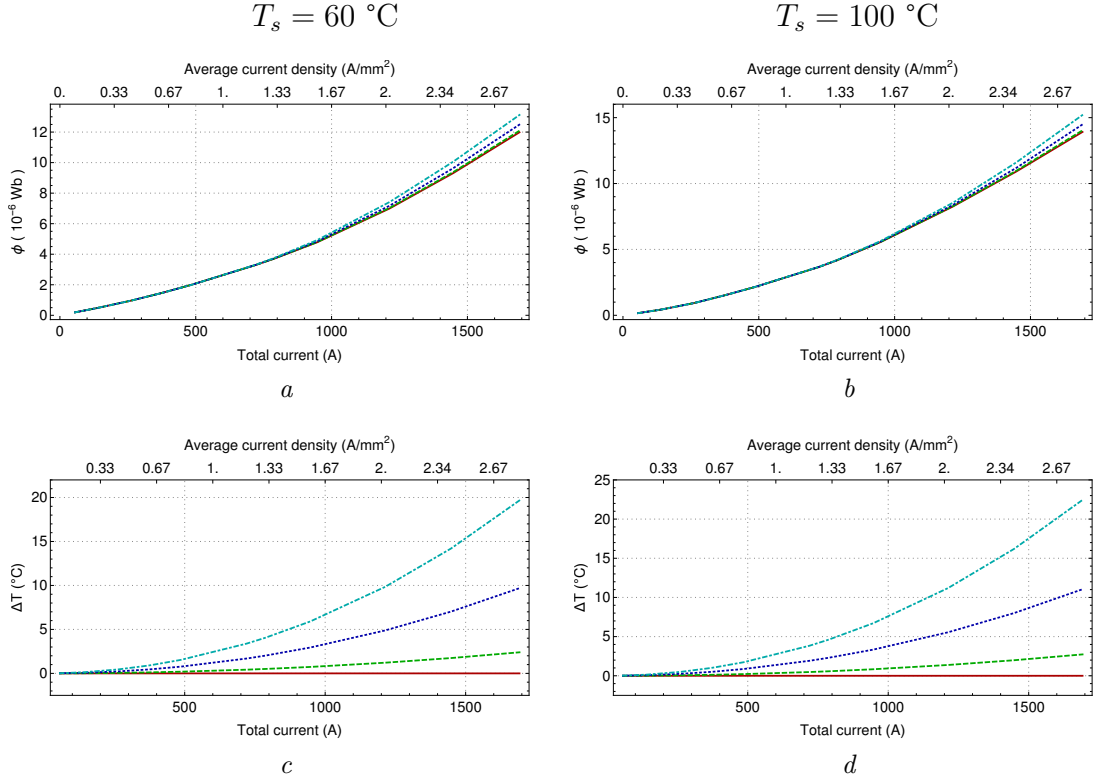 T_s = 60 °C
T_s = 100 °C
Average current density (A/mm²)
0. 0.33 0.67 1. 1.33 1.67 2. 2.34 2.67
12
10
8
6
4
2
0
ϕ ( 10⁻⁶ Wb )
0 500 1000 1500
Total current (A)
a
Average current density (A/mm²)
0. 0.33 0.67 1. 1.33 1.67 2. 2.34 2.67
15
10
5
0
ϕ ( 10⁻⁶ Wb )
0 500 1000 1500
Total current (A)
b
Average current density (A/mm²)
0.33 0.67 1. 1.33 1.67 2. 2.34 2.67
20
15
10
5
0
ΔT (°C)
500 1000 1500
Total current (A)
c
Average current density (A/mm²)
0.33 0.67 1. 1.33 1.67 2. 2.34 2.67
25
20
15
10
5
0
ΔT (°C)
500 1000 1500
Total current (A)
d